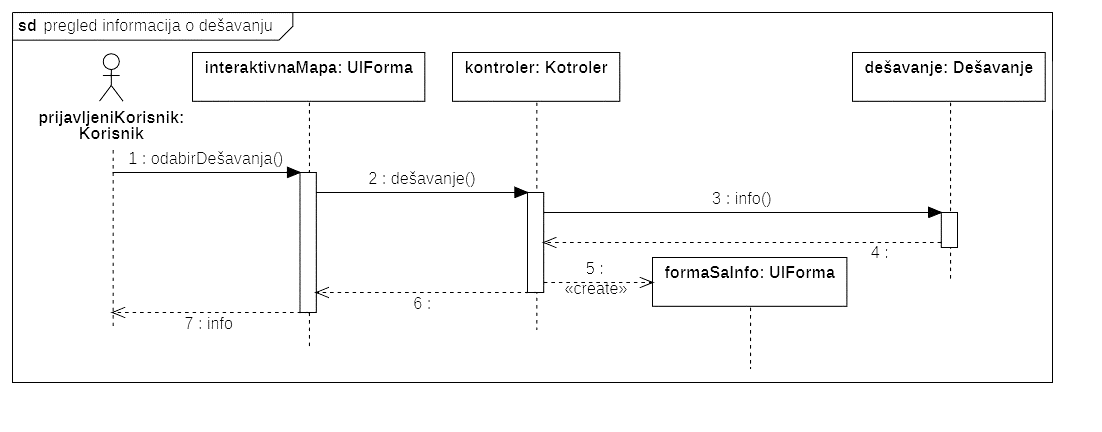 sd pregled informacija o dešavanju
interaktivnaMapa: UIForma
kontroler: Kotroler
dešavanje: Dešavanje
prijavljeniKorisnik:
Korisnik
1 : odabirDešavanja()
2 : dešavanje()
3 : info()
4 :
5 :
«create»
formaSaInfo: UIForma
6 :
7 : info